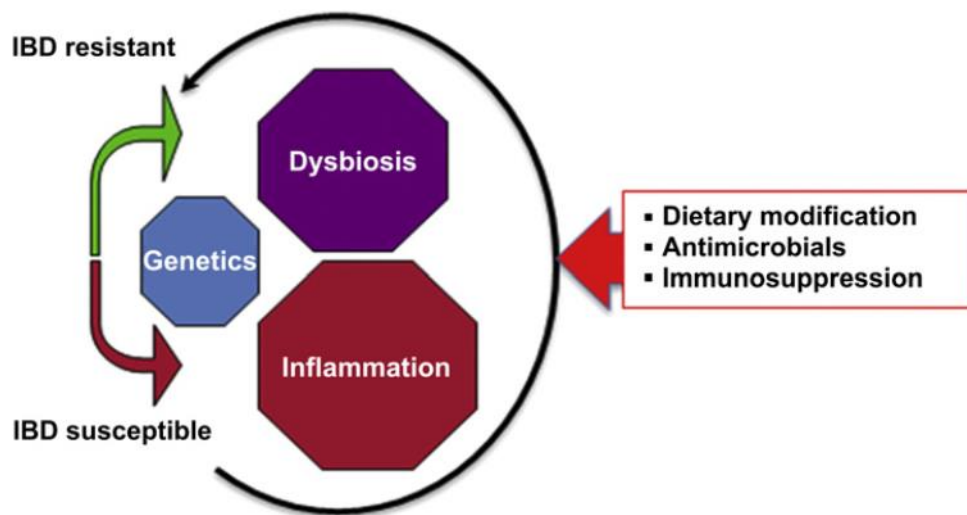 IBD resistant
Dysbiosis
Genetics
Inflammation
IBD susceptible
▪ Dietary modification
▪ Antimicrobials
▪ Immunosuppression